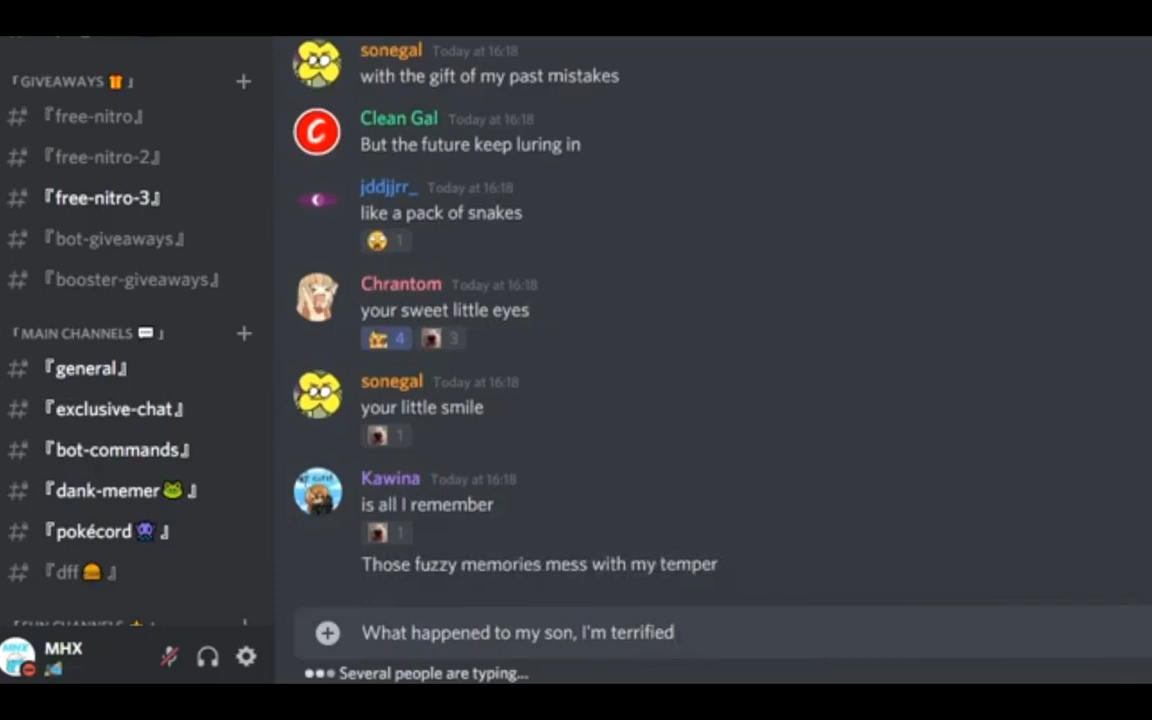 『GIVEAWAYS 🎁』
『free-nitro』
『free-nitro-2』
『free-nitro-3』
『bot-giveaways』
『booster-giveaways』
『MAIN CHANNELS 💬』
『general』
『exclusive-chat』
『bot-commands』
『dank-memer🐸』
『pokécord👾』
『dff🍔』
MHX
sonegal Today at 16:18
with the gift of my past mistakes
Clean Gal Today at 16:18
But the future keep luring in
jddjjrr_ Today at 16:18
like a pack of snakes
1
Chrantom Today at 16:18
your sweet little eyes
4 3
sonegal Today at 16:18
your little smile
1
Kawina Today at 16:18
is all I remember
1
Those fuzzy memories mess with my temper
What happened to my son, I'm terrified
Several people are typing...